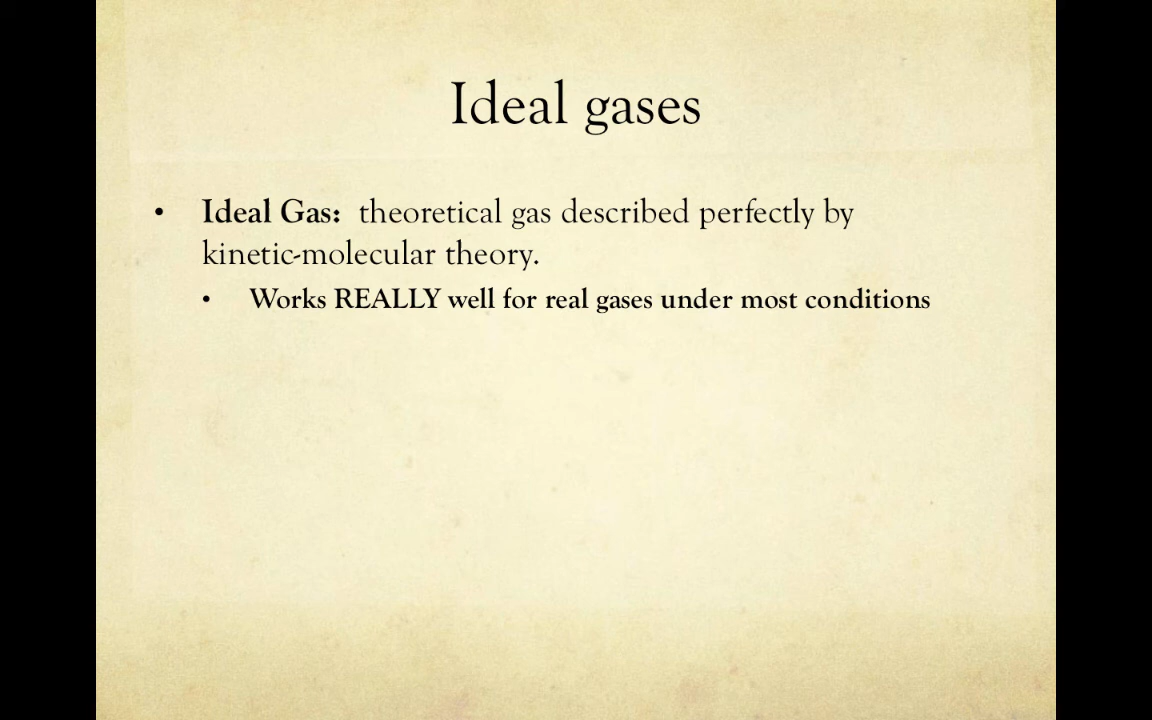 Ideal gases
• Ideal Gas: theoretical gas described perfectly by
kinetic-molecular theory.
• Works REALLY well for real gases under most conditions